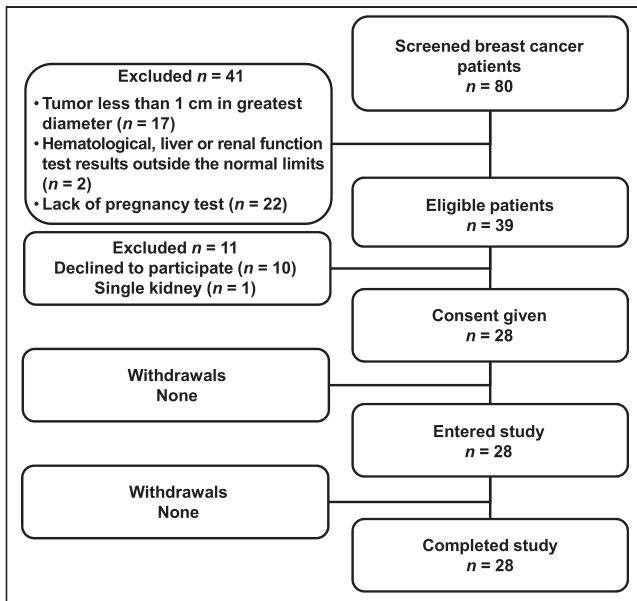 Screened breast cancer
patients
n = 80
Excluded n = 41
• Tumor less than 1 cm in greatest
diameter (n = 17)
• Hematological, liver or renal function
test results outside the normal limits
(n = 2)
• Lack of pregnancy test (n = 22)
Eligible patients
n = 39
Excluded n = 11
Declined to participate (n = 10)
Single kidney (n = 1)
Consent given
n = 28
Withdrawals
None
Entered study
n = 28
Withdrawals
None
Completed study
n = 28